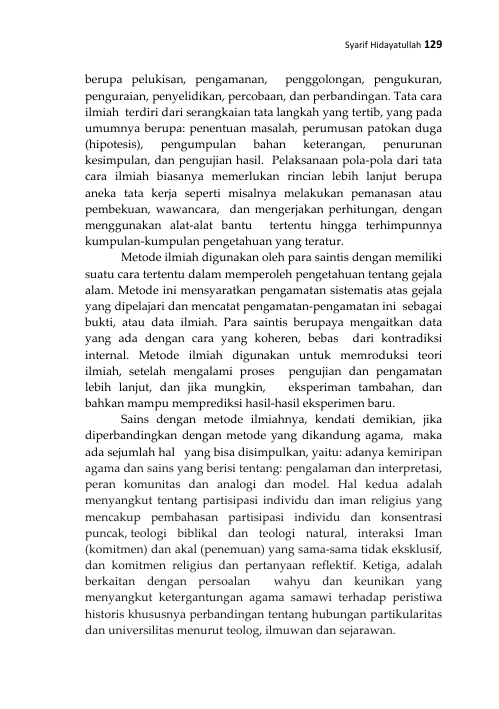 Syarif Hidayatullah 129
berupa pelukisan, pengamanan, penggolongan, pengukuran,
penguraian, penyelidikan, percobaan, dan perbandingan. Tata cara
ilmiah terdiri dari serangkaian tata langkah yang tertib, yang pada
umumnya berupa: penentuan masalah, perumusan patokan duga
(hipotesis), pengumpulan bahan keterangan, penurunan
kesimpulan, dan pengujian hasil. Pelaksanaan pola-pola dari tata
cara ilmiah biasanya memerlukan rincian lebih lanjut berupa
aneka tata kerja seperti misalnya melakukan pemanasan atau
pembekuan, wawancara, dan mengerjakan perhitungan, dengan
menggunakan alat-alat bantu tertentu hingga terhimpunnya
kumpulan-kumpulan pengetahuan yang teratur.
Metode ilmiah digunakan oleh para saintis dengan memiliki
suatu cara tertentu dalam memperoleh pengetahuan tentang gejala
alam. Metode ini mensyaratkan pengamatan sistematis atas gejala
yang dipelajari dan mencatat pengamatan-pengamatan ini sebagai
bukti, atau data ilmiah. Para saintis berupaya mengaitkan data
yang ada dengan cara yang koheren, bebas dari kontradiksi
internal. Metode ilmiah digunakan untuk memroduksi teori
ilmiah, setelah mengalami proses pengujian dan pengamatan
lebih lanjut, dan jika mungkin, eksperiman tambahan, dan
bahkan mampu memprediksi hasil-hasil eksperimen baru.
Sains dengan metode ilmiahnya, kendati demikian, jika
diperbandingkan dengan metode yang dikandung agama, maka
ada sejumlah hal yang bisa disimpulkan, yaitu: adanya kemiripan
agama dan sains yang berisi tentang: pengalaman dan interpretasi,
peran komunitas dan analogi dan model. Hal kedua adalah
menyangkut tentang partisipasi individu dan iman religius yang
mencakup pembahasan partisipasi individu dan konsentrasi
puncak, teologi biblikal dan teologi natural, interaksi Iman
(komitmen) dan akal (penemuan) yang sama-sama tidak eksklusif,
dan komitmen religius dan pertanyaan reflektif. Ketiga, adalah
berkaitan dengan persoalan wahyu dan keunikan yang
menyangkut ketergantungan agama samawi terhadap peristiwa
historis khususnya perbandingan tentang hubungan partikularitas
dan universilitas menurut teolog, ilmuwan dan sejarawan.